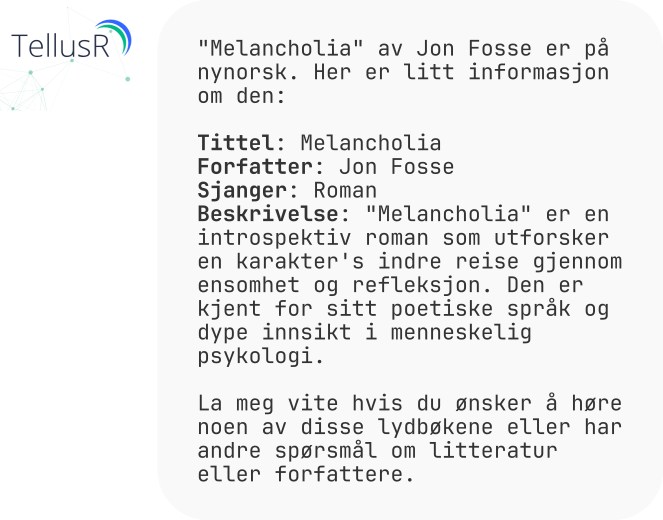 TellusR
"Melancholia" av Jon Fosse er på
nynorsk. Her er litt informasjon
om den:
Tittel: Melancholia
Forfatter: Jon Fosse
Sjanger: Roman
Beskrivelse: "Melancholia" er en
introspektiv roman som utforsker
en karakter's indre reise gjennom
ensomhet og refleksjon. Den er
kjent for sitt poetiske språk og
dype innsikt i menneskelig
psykologi.
La meg vite hvis du ønsker å høre
noen av disse lydbøkene eller har
andre spørsmål om litteratur
eller forfattere.